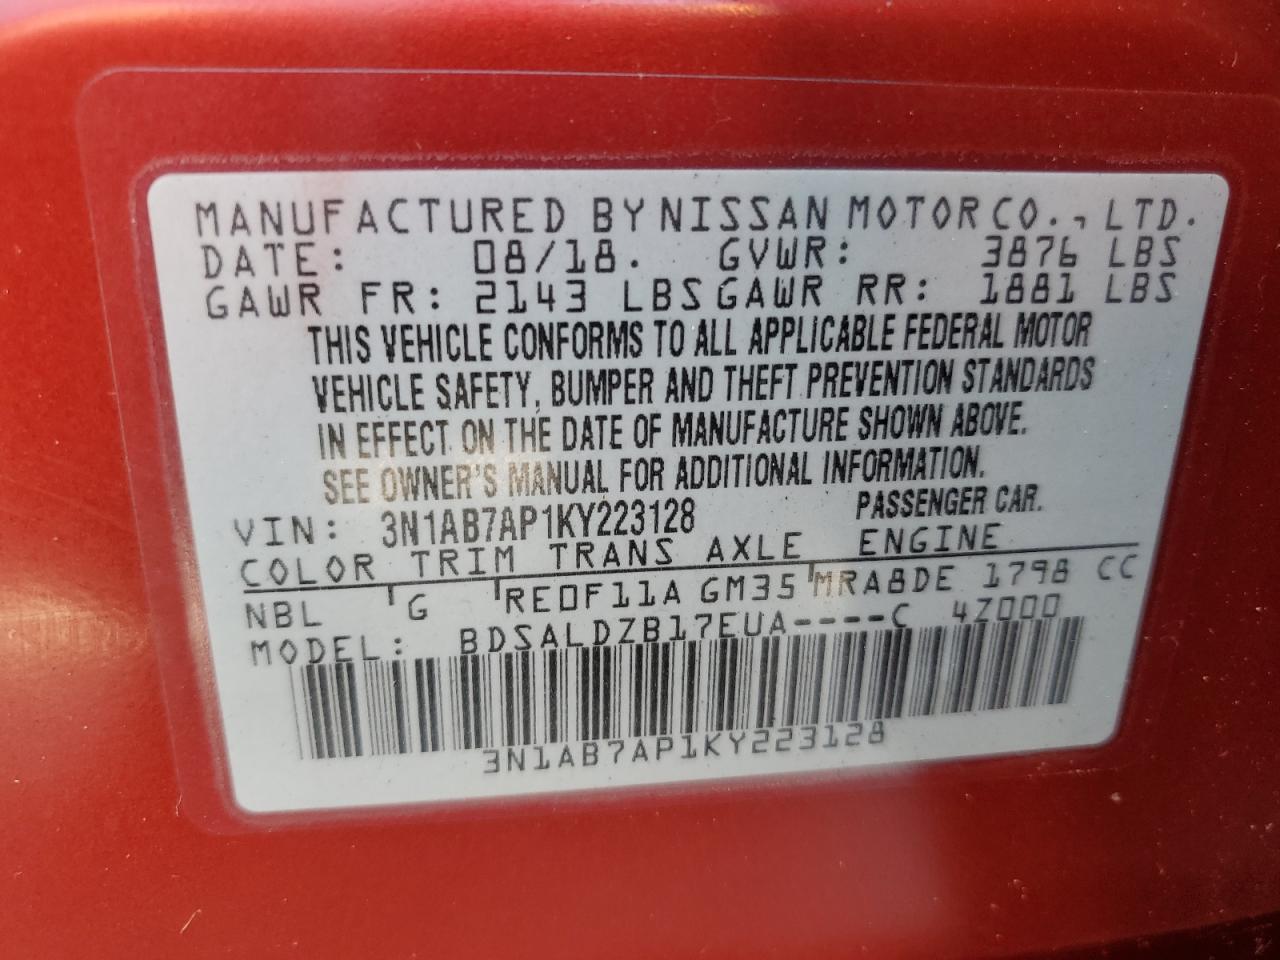 MANUFACTURED BY NISSAN MOTOR CO., LTD.
DATE: 08/18. GVWR: 3876 LBS
GAWR FR: 2143 LBS GAWR RR: 1881 LBS
THIS VEHICLE CONFORMS TO ALL APPLICABLE FEDERAL MOTOR
VEHICLE SAFETY, BUMPER AND THEFT PREVENTION STANDARDS
IN EFFECT ON THE DATE OF MANUFACTURE SHOWN ABOVE.
SEE OWNER'S MANUAL FOR ADDITIONAL INFORMATION.
VIN: 3N1AB7AP1KY223128 PASSENGER CAR.
COLOR TRIM TRANS AXLE ENGINE
NBL G RE0F11A GM35 MRA8DE 1798 CC
MODEL: BDSALDZB17EUA----C 4Z000
3N1AB7AP1KY223128